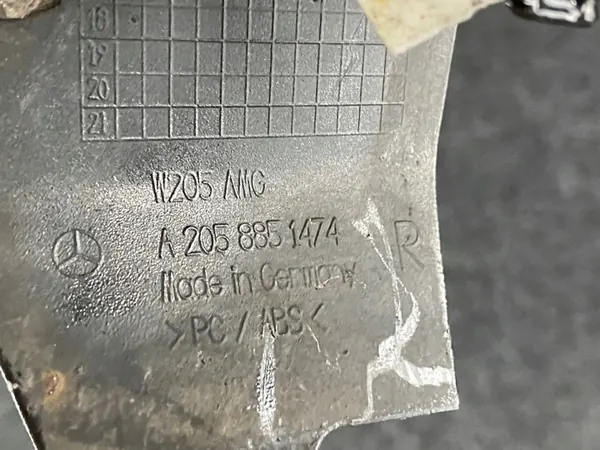 18
19
20
21
W205 AMG
A 205 885 1474
R
Made in Germany
>PC / ABS<